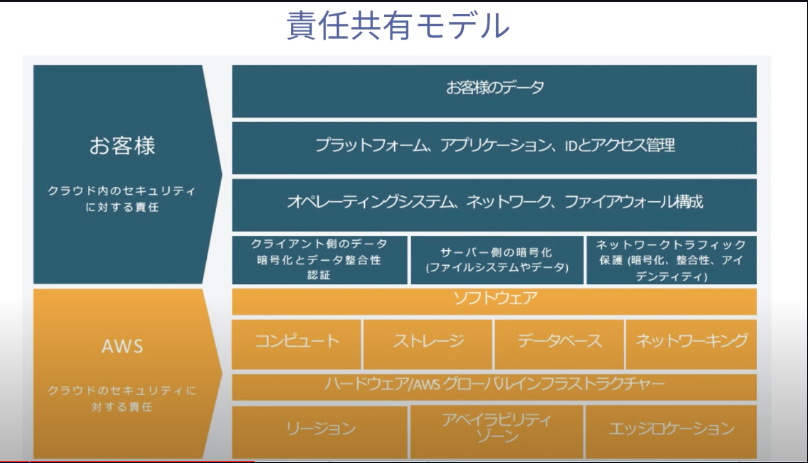 責任共有モデル
お客様
クラウド内のセキュリティ
に対する責任
お客様のデータ
プラットフォーム、アプリケーション、IDとアクセス管理
オペレーティングシステム、ネットワーク、ファイアウォール構成
クライアント側のデータ
暗号化とデータ整合性
認証
サーバー側の暗号化
(ファイルシステムやデータ)
ネットワークトラフィック
保護 (暗号化、整合性、アイ
デンティティ)
AWS
クラウドのセキュリティに
対する責任
ソフトウェア
コンピュート
ストレージ
データベース
ネットワーキング
ハードウェア/AWS グローバルインフラストラクチャー
リージョン
アベイラビリティ
ゾーン
エッジロケーション